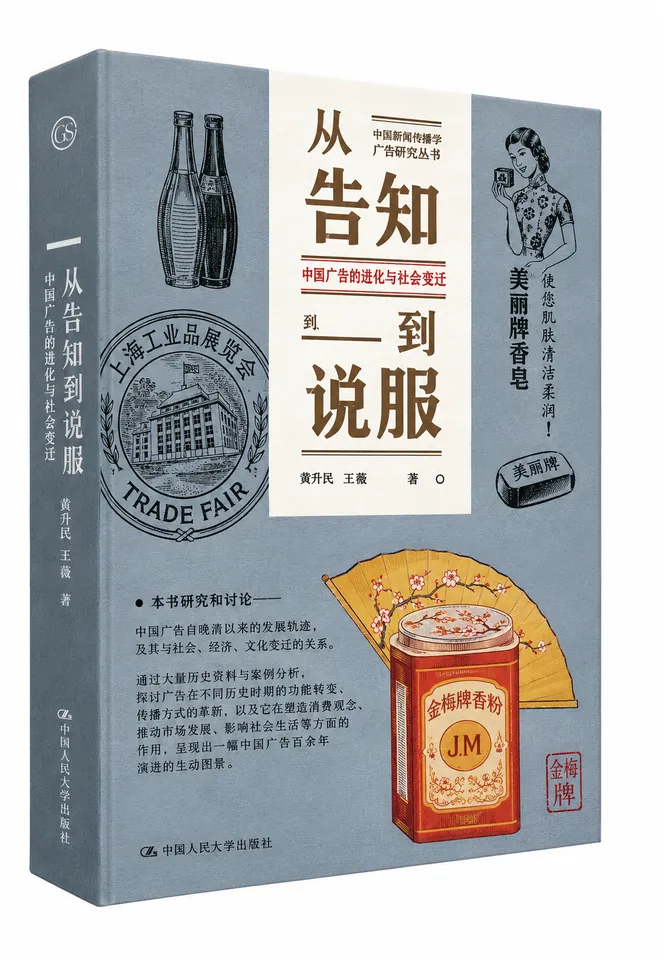 GS
从告知到说服
中国广告的进化与社会变迁
黄升民 王薇 著
中国人民大学出版社
中国新闻传播学
广告研究丛书
从
告知
中国广告的进化与社会变迁
到 到
说服
黄升民 王薇 著
上海工业品展览会
TRADE FAIR
使您肌肤清洁柔润！
美丽牌香皂
美丽牌
● 本书研究和讨论——
中国广告自晚清以来的发展轨迹，
及其与社会、经济、文化变迁的关系。
通过大量历史资料与案例分析，
探讨广告在不同历史时期的功能转变、
传播方式的革新，以及它在塑造消费观念、
推动市场发展、影响社会生活等方面的
作用，呈现出一幅中国广告百余年
演进的生动图景。
中国人民大学出版社
金梅牌香粉
J.M
金梅
牌